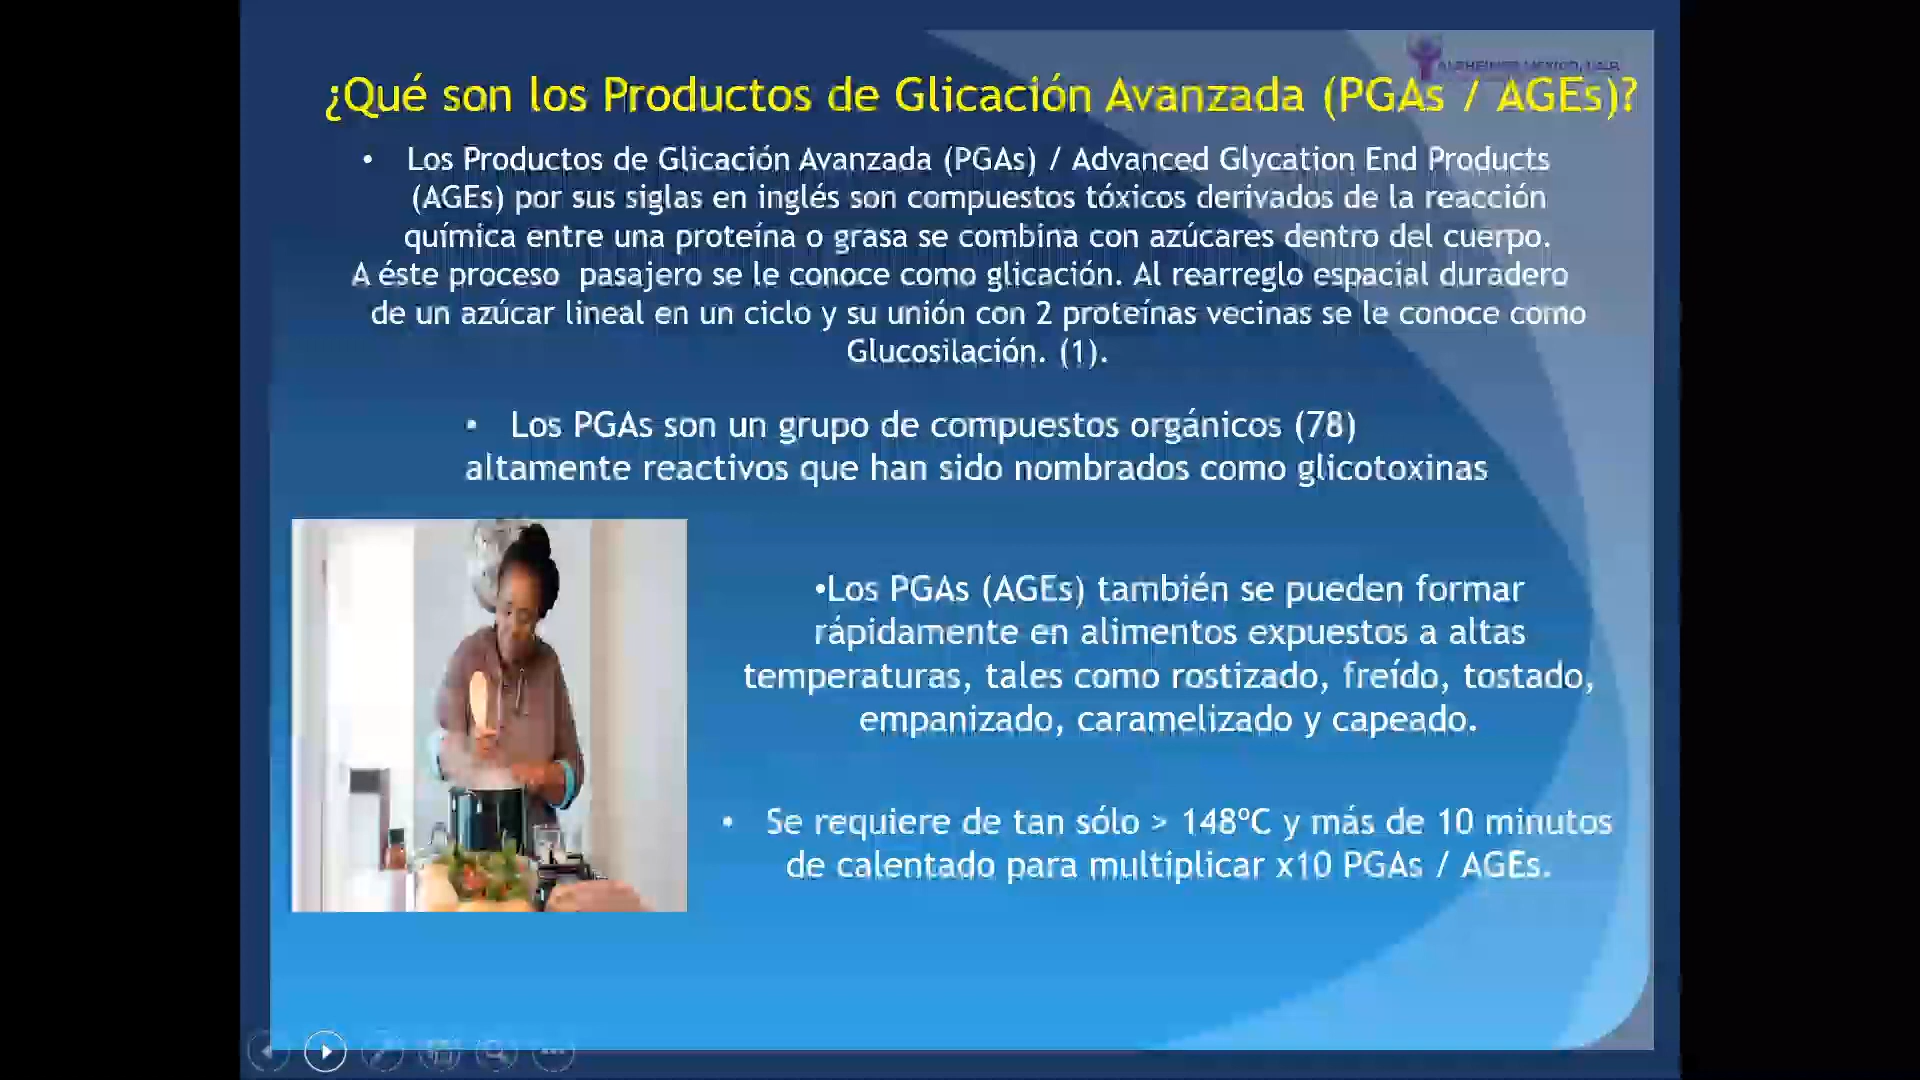 ALZHEIMER MEXICO, I.A.P.
¿Qué son los Productos de Glicación Avanzada (PGAs / AGEs)?
• Los Productos de Glicación Avanzada (PGAs) / Advanced Glycation End Products
(AGEs) por sus siglas en inglés son compuestos tóxicos derivados de la reacción
química entre una proteína o grasa se combina con azúcares dentro del cuerpo.
A éste proceso pasajero se le conoce como glicación. Al rearreglo espacial duradero
de un azúcar lineal en un ciclo y su unión con 2 proteínas vecinas se le conoce como
Glucosilación. (1).
• Los PGAs son un grupo de compuestos orgánicos (78)
altamente reactivos que han sido nombrados como glicotoxinas
•Los PGAs (AGEs) también se pueden formar
rápidamente en alimentos expuestos a altas
temperaturas, tales como rostizado, freído, tostado,
empanizado, caramelizado y capeado.
• Se requiere de tan sólo > 148ºC y más de 10 minutos
de calentado para multiplicar x10 PGAs / AGEs.